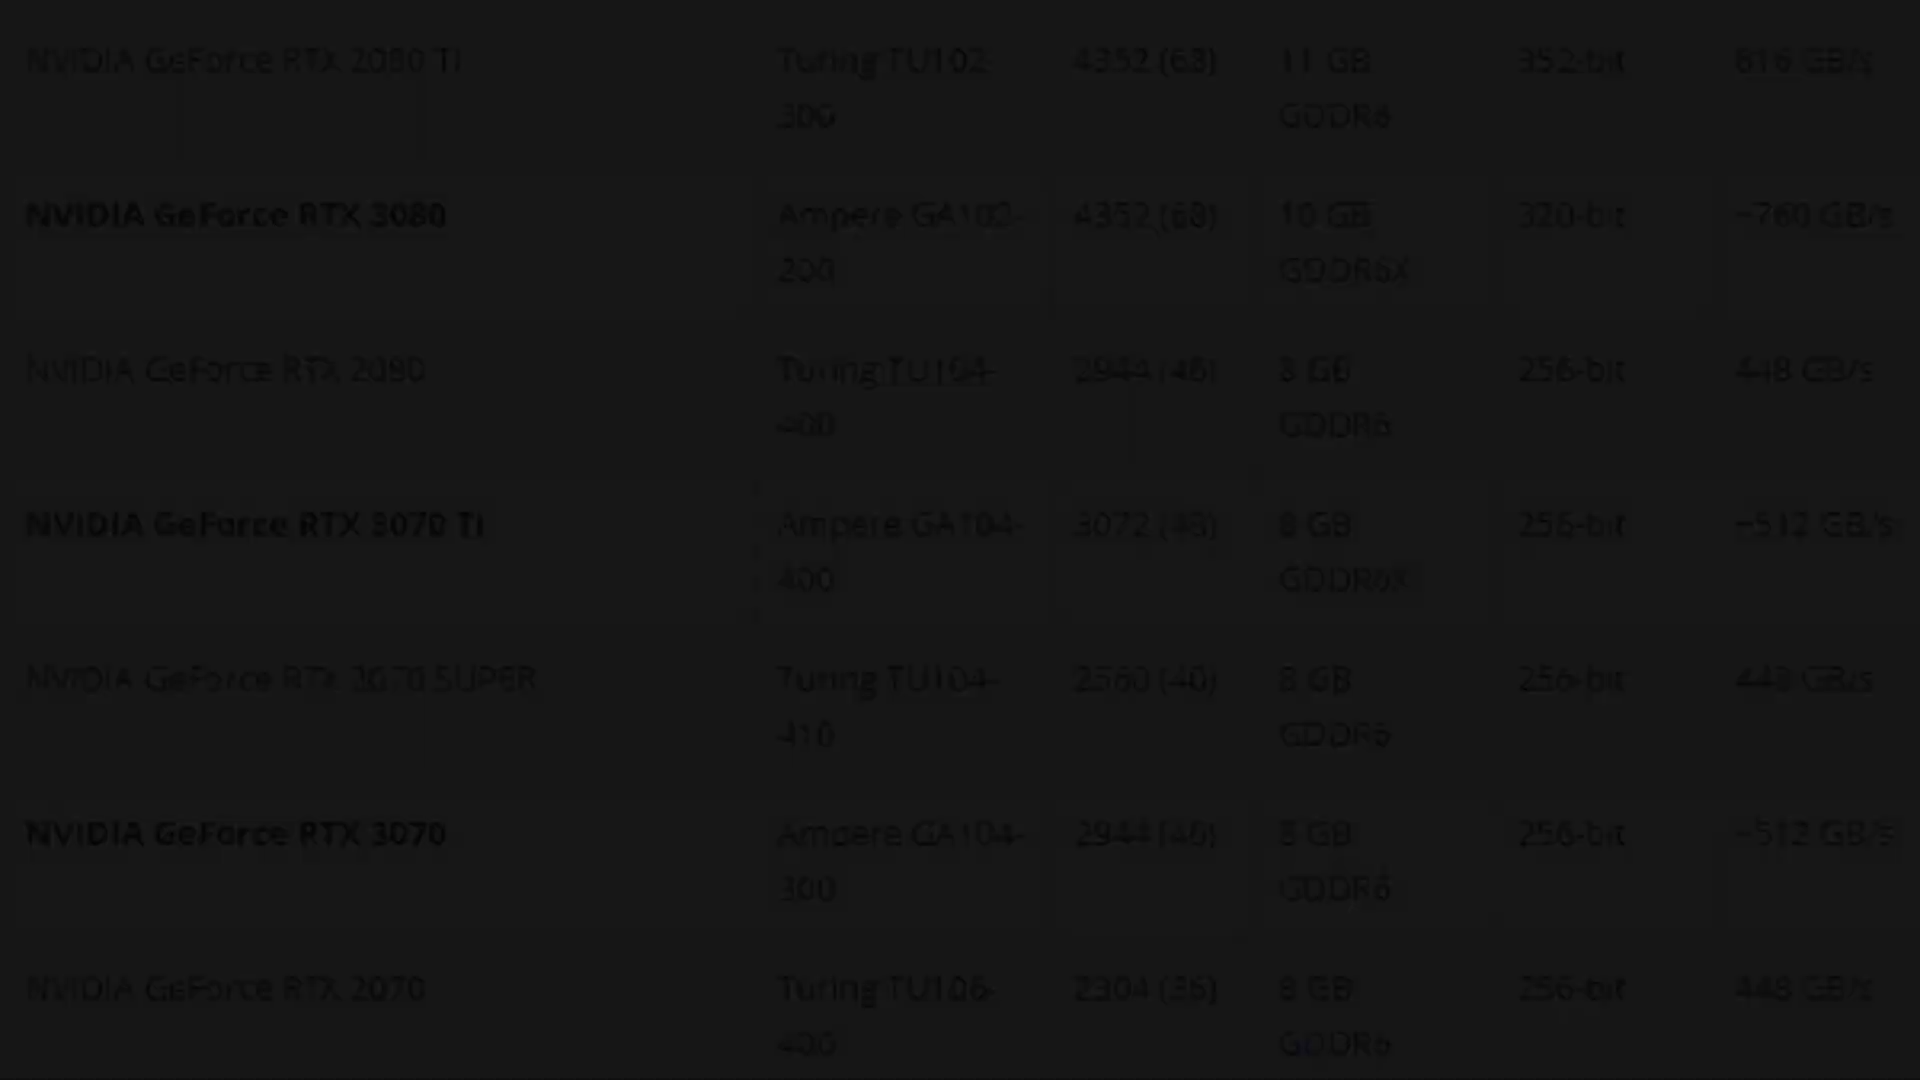 NVIDIA GeForce RTX 2080 Ti Turing TU102- 4352 (68) 11 GB 352-bit 616 GB/s
300 GDDR6
NVIDIA GeForce RTX 3080 Ampere GA102- 4352 (68) 10 GB 320-bit ~760 GB/s
200 GDDR6X
NVIDIA GeForce RTX 2080 Turing TU104- 2944 (46) 8 GB 256-bit 448 GB/s
400 GDDR6
NVIDIA GeForce RTX 3070 Ti Ampere GA104- 3072 (48) 8 GB 256-bit ~512 GB/s
400 GDDR6X
NVIDIA GeForce RTX 2070 SUPER Turing TU104- 2560 (40) 8 GB 256-bit 448 GB/s
410 GDDR6
NVIDIA GeForce RTX 3070 Ampere GA104- 2944 (46) 8 GB 256-bit ~512 GB/s
300 GDDR6
NVIDIA GeForce RTX 2070 Turing TU106- 2304 (36) 8 GB 256-bit 448 GB/s
400 GDDR6